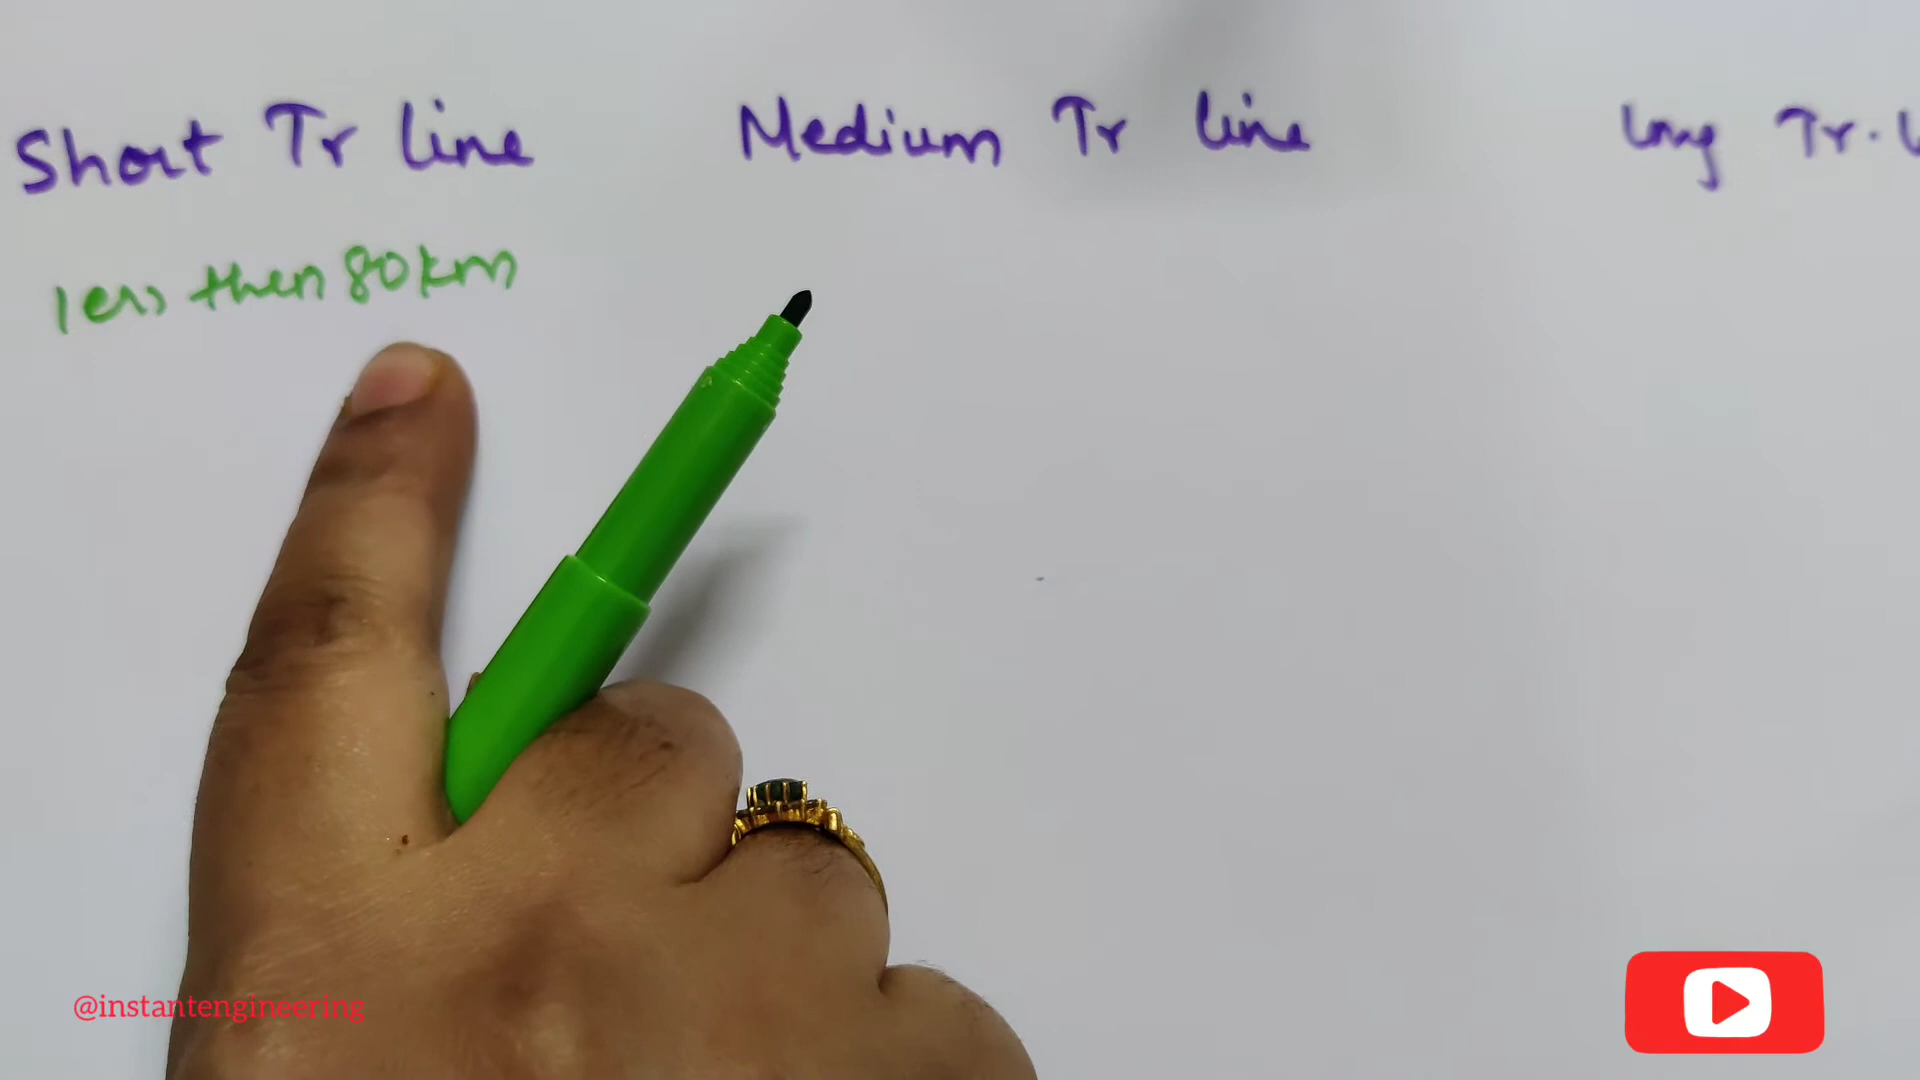 Short Tr line Medium Tr line Long Tr.
less then 80km
@instantengineering